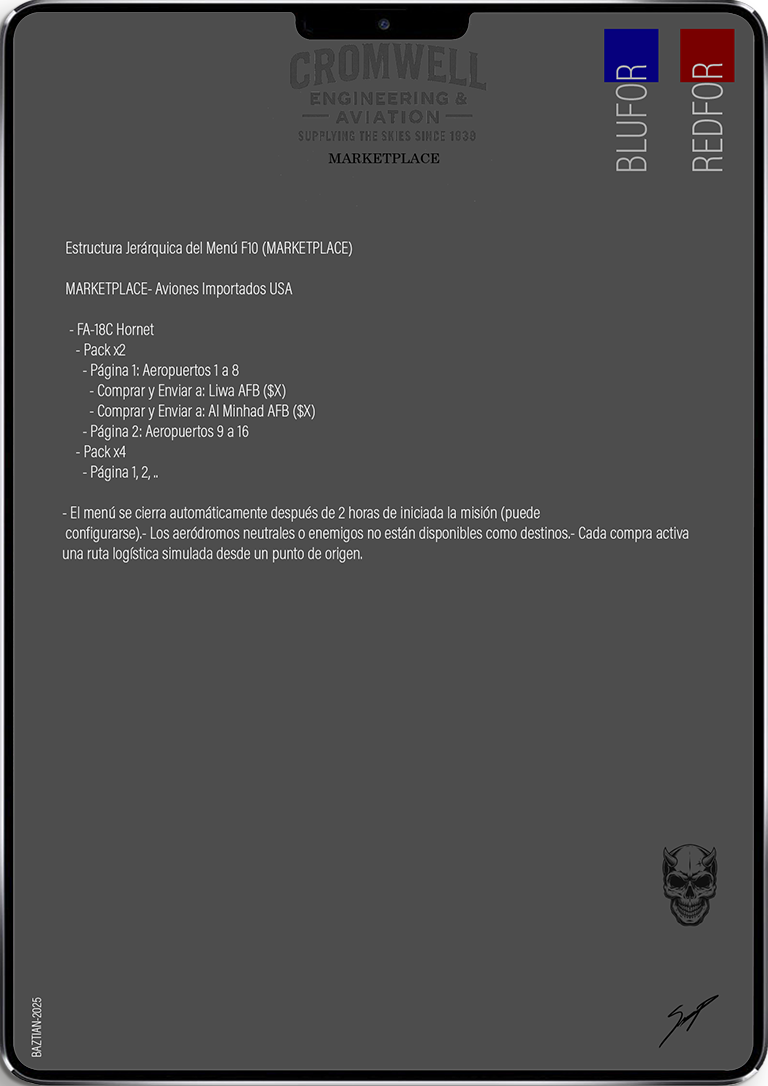 CROMWELL
ENGINEERING &
AVIATION
SUPPLYING THE SKIES SINCE 1938
MARKETPLACE
BLUFOR
REDFOR
Estructura Jerárquica del Menú F10 (MARKETPLACE)
MARKETPLACE- Aviones Importados USA
- FA-18C Hornet
- Pack x2
- Página 1: Aeropuertos 1 a 8
- Comprar y Enviar a: Liwa AFB ($X)
- Comprar y Enviar a: Al Minhad AFB ($X)
- Página 2: Aeropuertos 9 a 16
- Pack x4
- Página 1, 2, ..
- El menú se cierra automáticamente después de 2 horas de iniciada la misión (puede
configurarse).- Los aeródromos neutrales o enemigos no están disponibles como destinos.- Cada compra activa
una ruta logística simulada desde un punto de origen.
BAZTIAN-2025